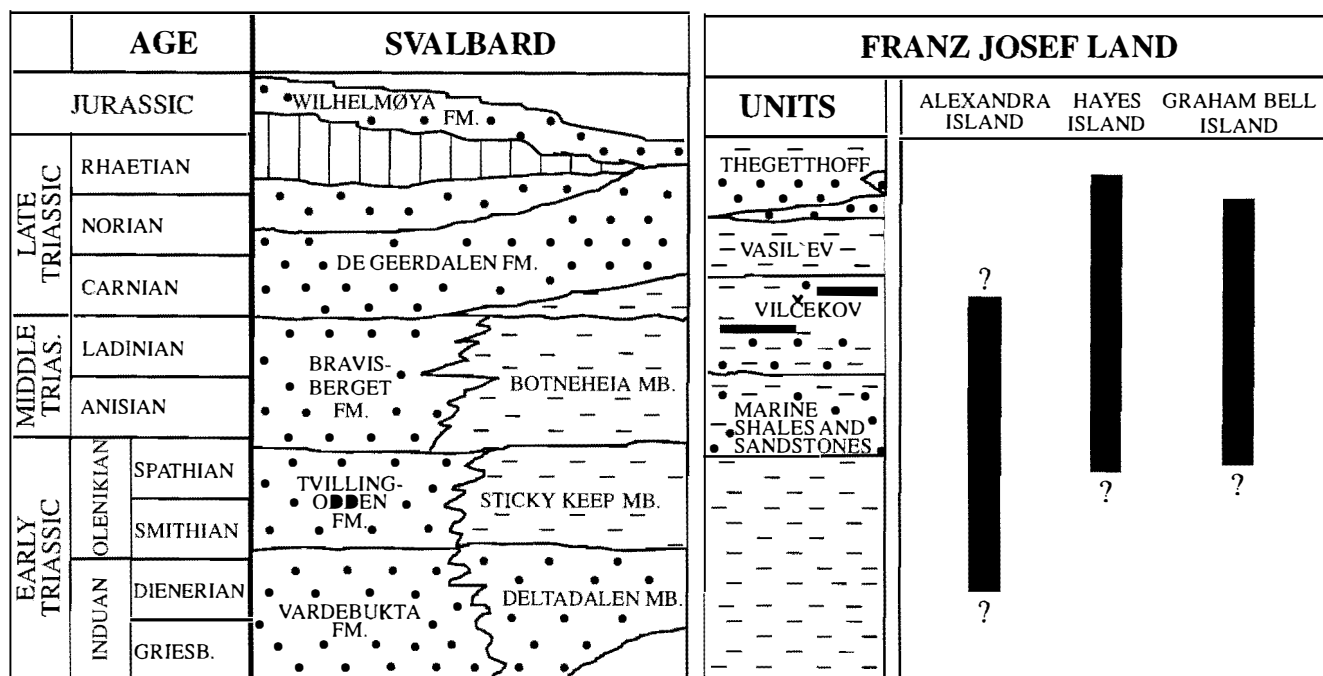 AGE
SVALBARD
FRANZ JOSEF LAND
UNITS
ALEXANDRA
ISLAND
HAYES
ISLAND
GRAHAM BELL
ISLAND
JURASSIC
LATE
TRIASSIC
RHAETIAN
NORIAN
CARNIAN
MIDDLE
TRIAS.
LADINIAN
ANISIAN
EARLY
TRIASSIC
OLENIKIAN
SPATHIAN
SMITHIAN
INDUAN
DIENERIAN
GRIESB.
WILHELMØYA
FM.
DE GEERDALEN FM.
BRAVIS-
BERGET
FM.
BOTNEHEIA MB.
TVILLING-
ODDEN
FM.
STICKY KEEP MB.
VARDEBUKTA
FM.
DELTADALEN MB.
THEGETTHOFF
VASIL`EV
VILČEKOV
MARINE
SHALES AND
SANDSTONES
?
?
?
?